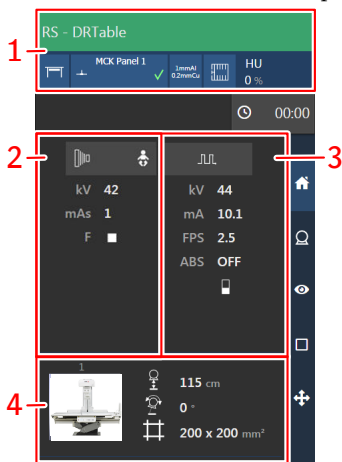 RS - DRTable
1
MCK Panel 1
1mmAl
0.2mmCu
HU
0 %
00:00
2
3
kV 42
mAs 1
F
kV 44
mA 10.1
FPS 2.5
ABS OFF
4
1
115 cm
0 °
200 x 200 mm²